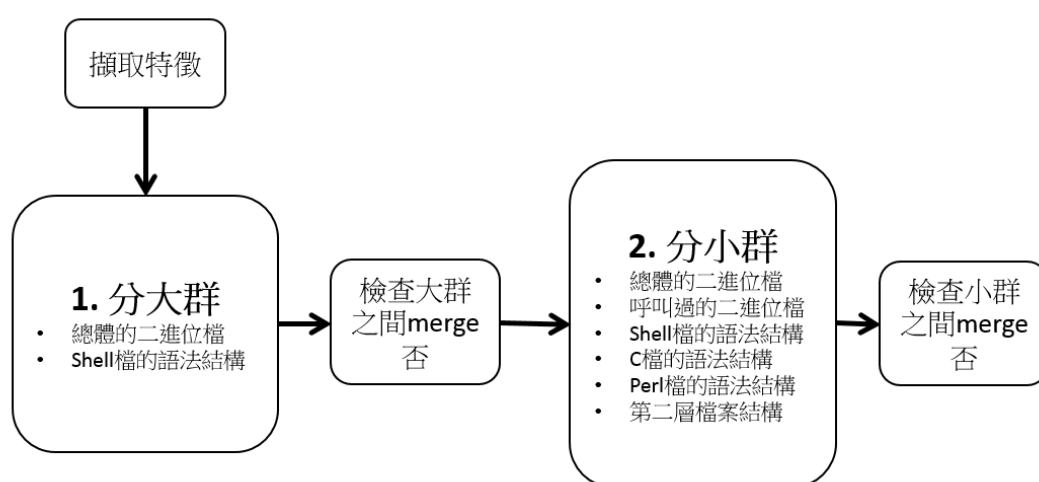 擷取特徵
1. 分大群
• 總體的二進位檔
• Shell檔的語法結構
檢查大群
之間merge
否
2. 分小群
• 總體的二進位檔
• 呼叫過的二進位檔
• Shell檔的語法結構
• C檔的語法結構
• Perl檔的語法結構
• 第二層檔案結構
檢查小群
之間merge
否